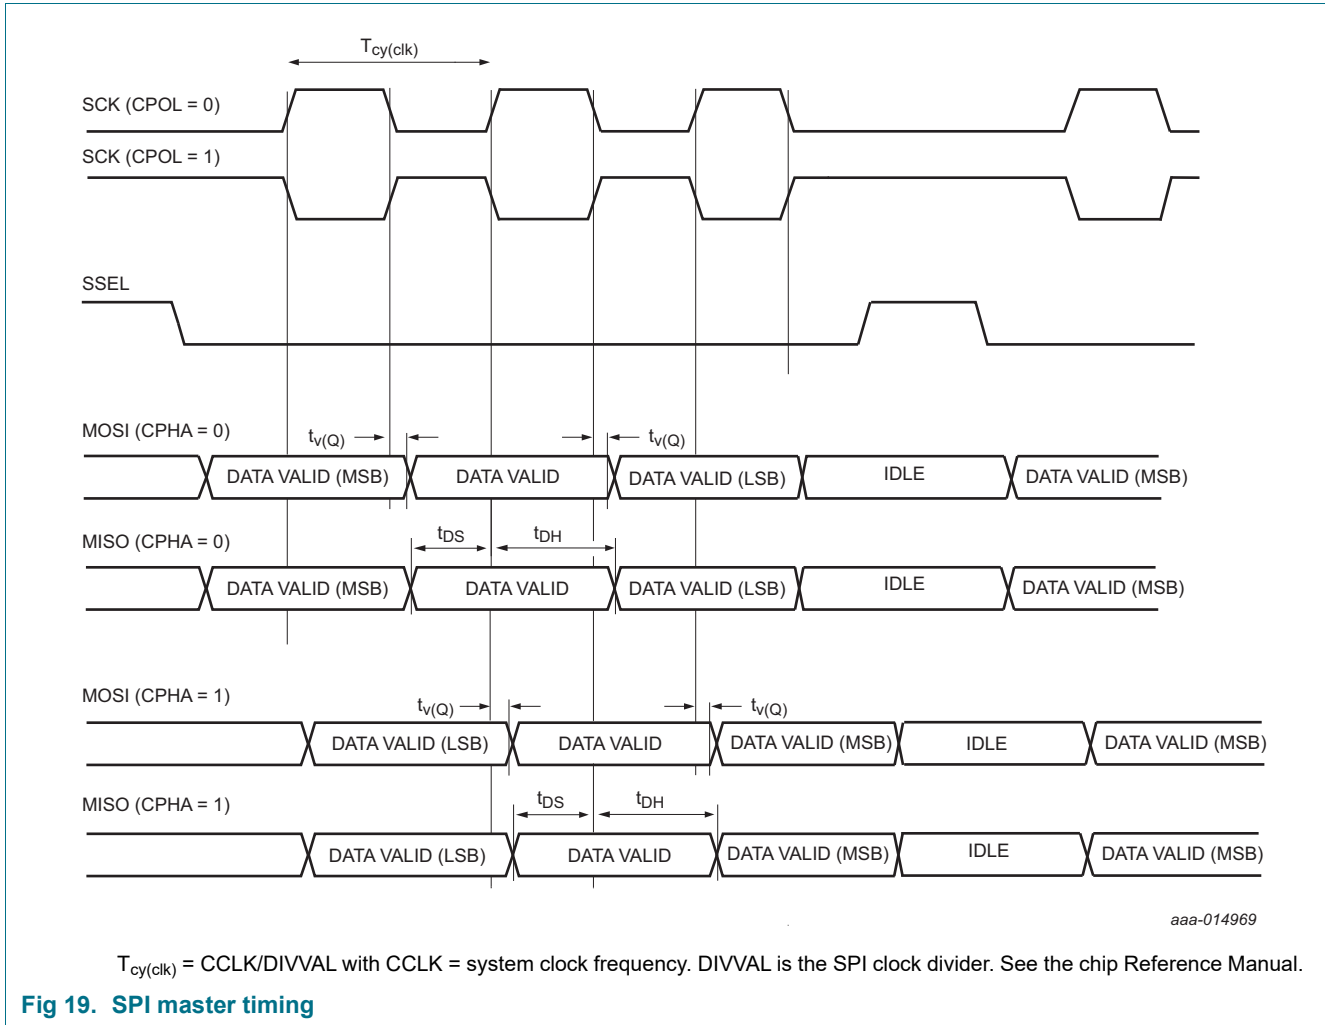 Tcy(clk)
SCK (CPOL = 0)
SCK (CPOL = 1)
SSEL
MOSI (CPHA = 0)
tv(Q) tv(Q)
DATA VALID (MSB) DATA VALID DATA VALID (LSB) IDLE DATA VALID (MSB)
MISO (CPHA = 0)
tDS tDH
DATA VALID (MSB) DATA VALID DATA VALID (LSB) IDLE DATA VALID (MSB)
MOSI (CPHA = 1)
tv(Q) tv(Q)
DATA VALID (LSB) DATA VALID DATA VALID (MSB) IDLE DATA VALID (MSB)
MISO (CPHA = 1)
tDS tDH
DATA VALID (LSB) DATA VALID DATA VALID (MSB) IDLE DATA VALID (MSB)
aaa-014969
Tcy(clk) = CCLK/DIVVAL with CCLK = system clock frequency. DIVVAL is the SPI clock divider. See the chip Reference Manual.
Fig 19. SPI master timing